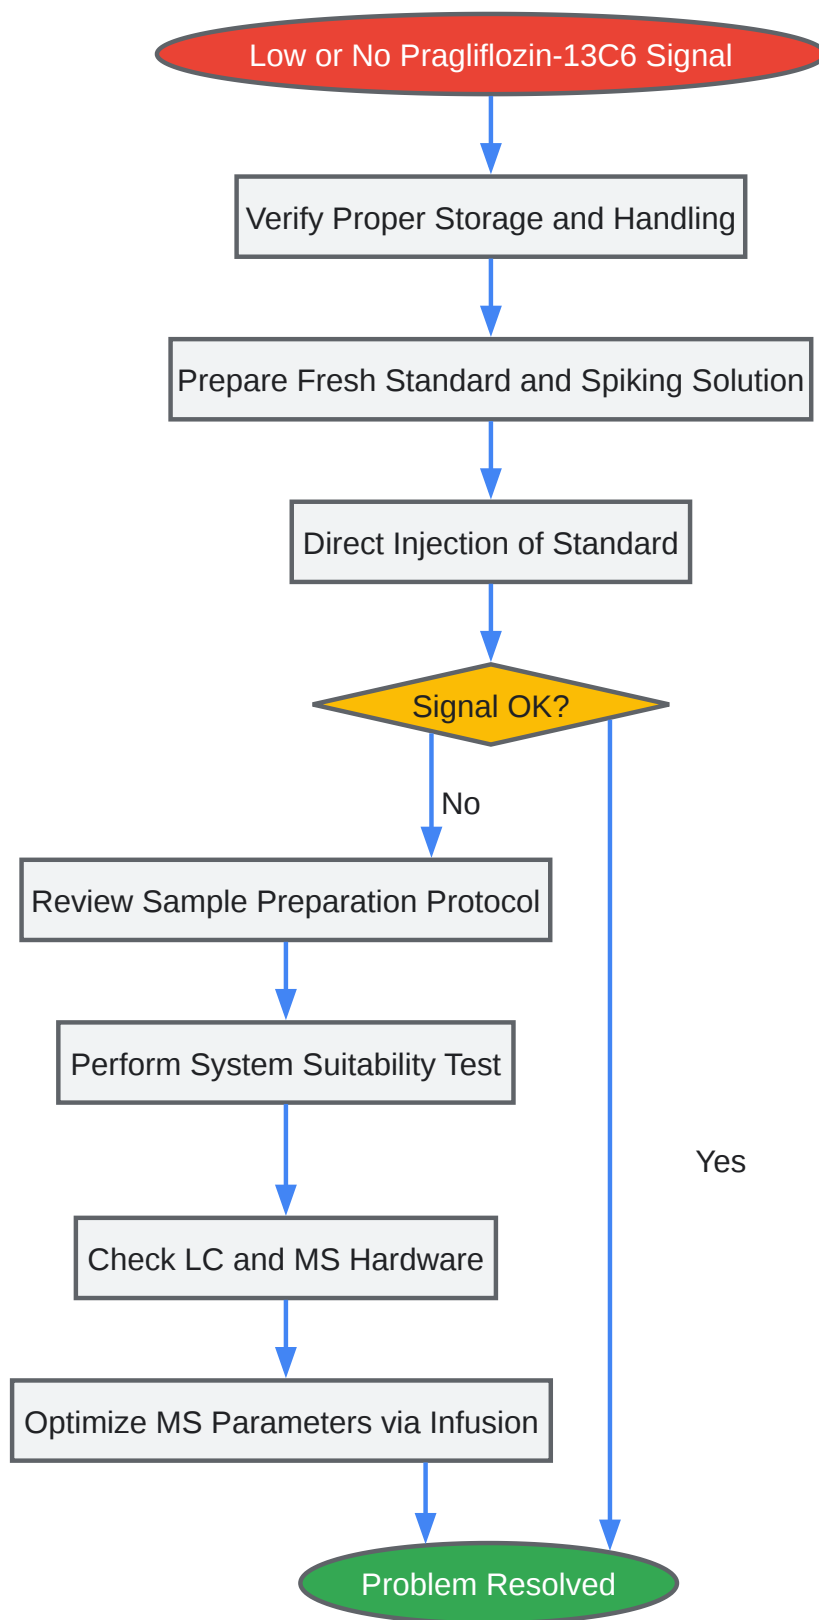 Low or No Pragliflozin-13C6 Signal
Verify Proper Storage and Handling
Prepare Fresh Standard and Spiking Solution
Direct Injection of Standard
Signal OK?
No
Review Sample Preparation Protocol
Perform System Suitability Test
Yes
Check LC and MS Hardware
Optimize MS Parameters via Infusion
Problem Resolved